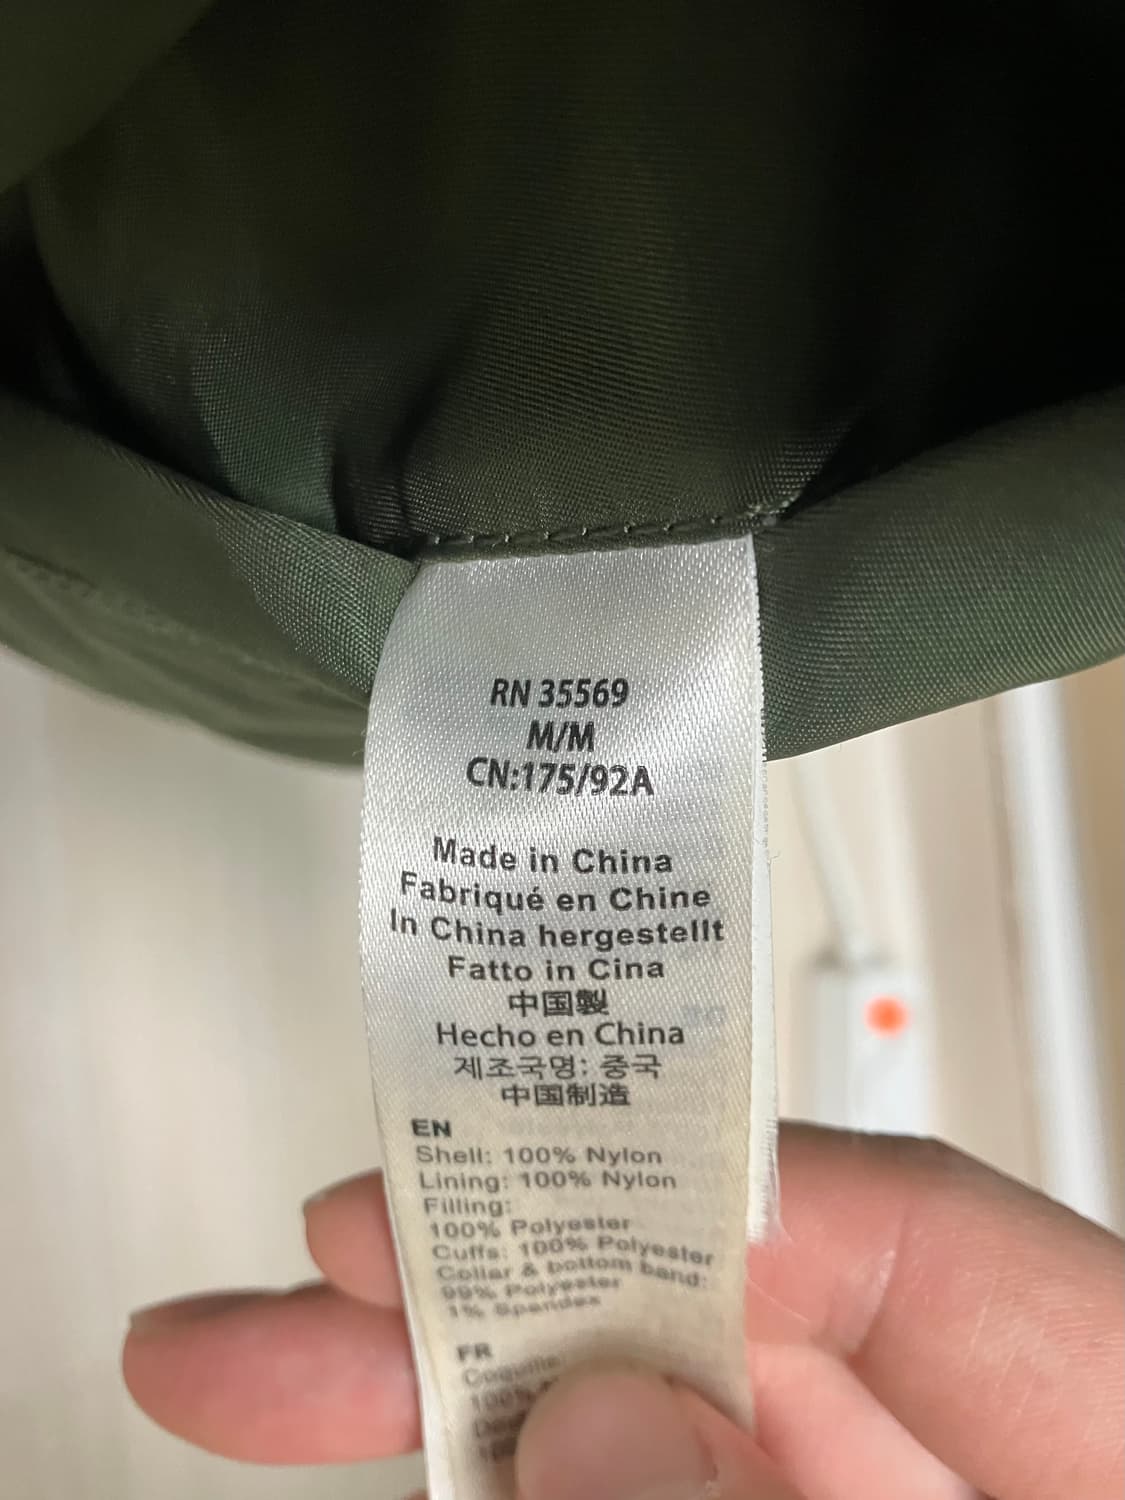 RN 35569
M/M
CN:175/92A
Made in China
Fabriqué en Chine
In China hergestellt
Fatto in Cina
中国製
Hecho en China
제조국명: 중국
中国制造
EN
Shell: 100% Nylon
Lining: 100% Nylon
Filling:
100% Polyester
Cuffs: 100% Polyester
Collar & bottom band:
99% Polyester
1% Spandex
FR
Coquille:
100%